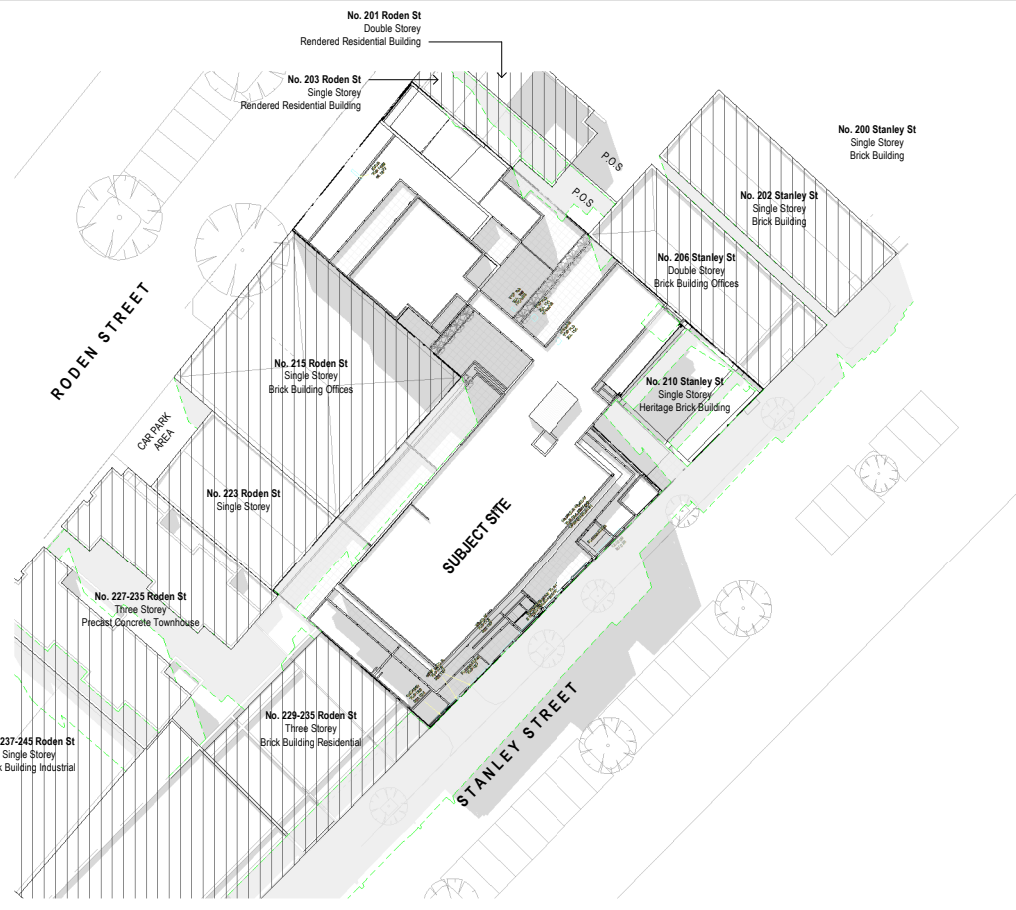 No. 201 Roden St
Double Storey
Rendered Residential Building
No. 203 Roden St
Single Storey
Rendered Residential Building
No. 200 Stanley St
Single Storey
Brick Building
P.O.S
P.O.S
No. 202 Stanley St
Single Storey
Brick Building
No. 206 Stanley St
Double Storey
Brick Building Offices
RODEN STREET
No. 215 Roden St
Single Storey
Brick Building Offices
No. 210 Stanley St
Single Storey
Heritage Brick Building
CAR PARK
AREA
No. 223 Roden St
Single Storey
SUBJECT SITE
No. 227-235 Roden St
Three Storey
Precast Concrete Townhouse
No. 229-235 Roden St
Three Storey
Brick Building Residential
237-245 Roden St
Single Storey
k Building Industrial
STANLEY STREET